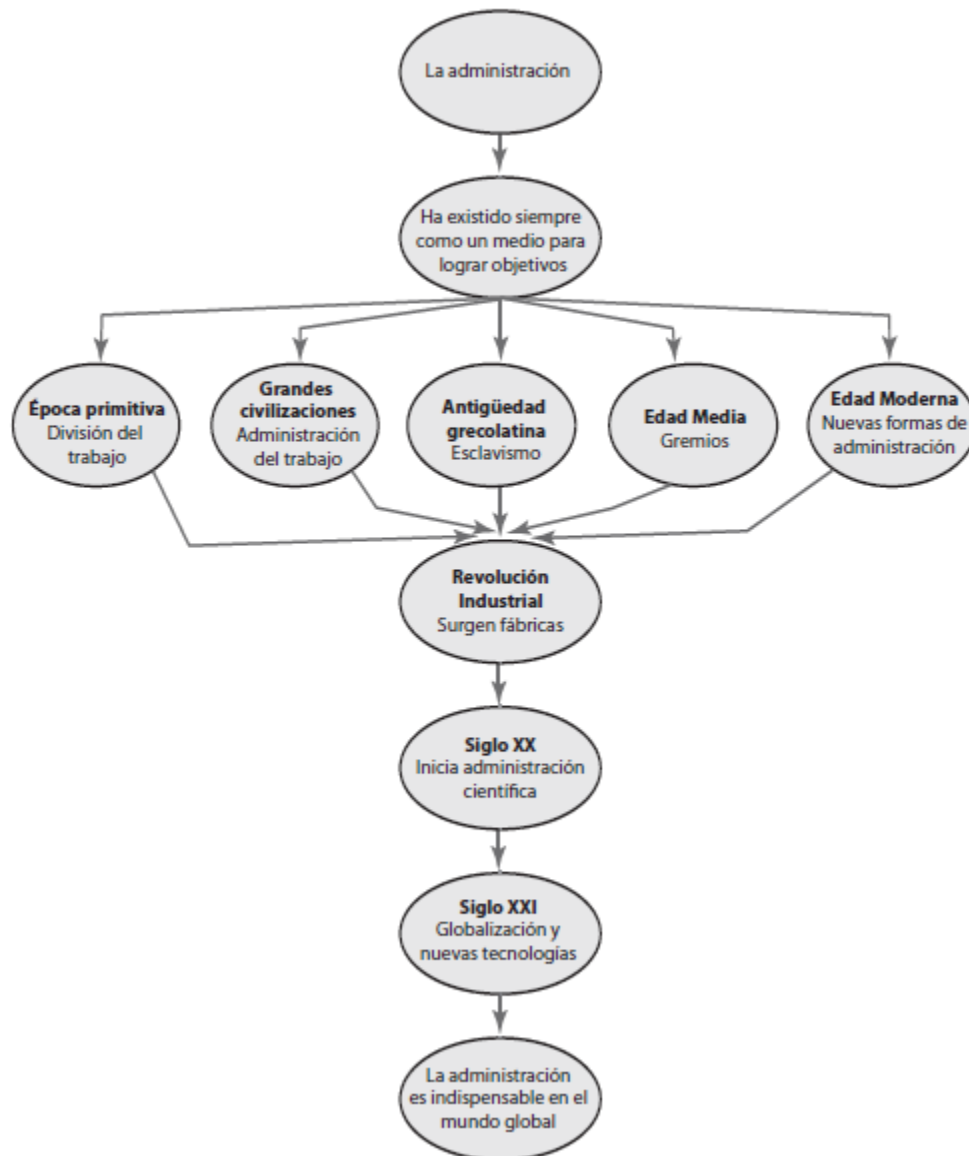 La administración
Ha existido siempre
como un medio para
lograr objetivos
Época primitiva
División del
trabajo
Grandes
civilizaciones
Administración
del trabajo
Antigüedad
grecolatina
Esclavismo
Edad Media
Gremios
Edad Moderna
Nuevas formas de
administración
Revolución
Industrial
Surgen fábricas
Siglo XX
Inicia administración
científica
Siglo XXI
Globalización y
nuevas tecnologías
La administración
es indispensable en el
mundo global